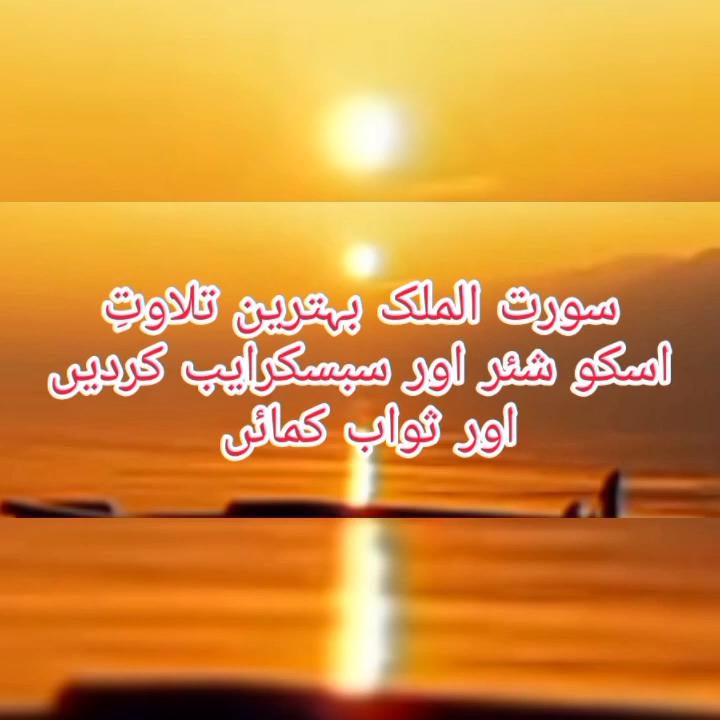 سورت الملک بہترین تلاوتِ
اسکو شئر اور سبسکرایب کردیں
اور ثواب کمائں